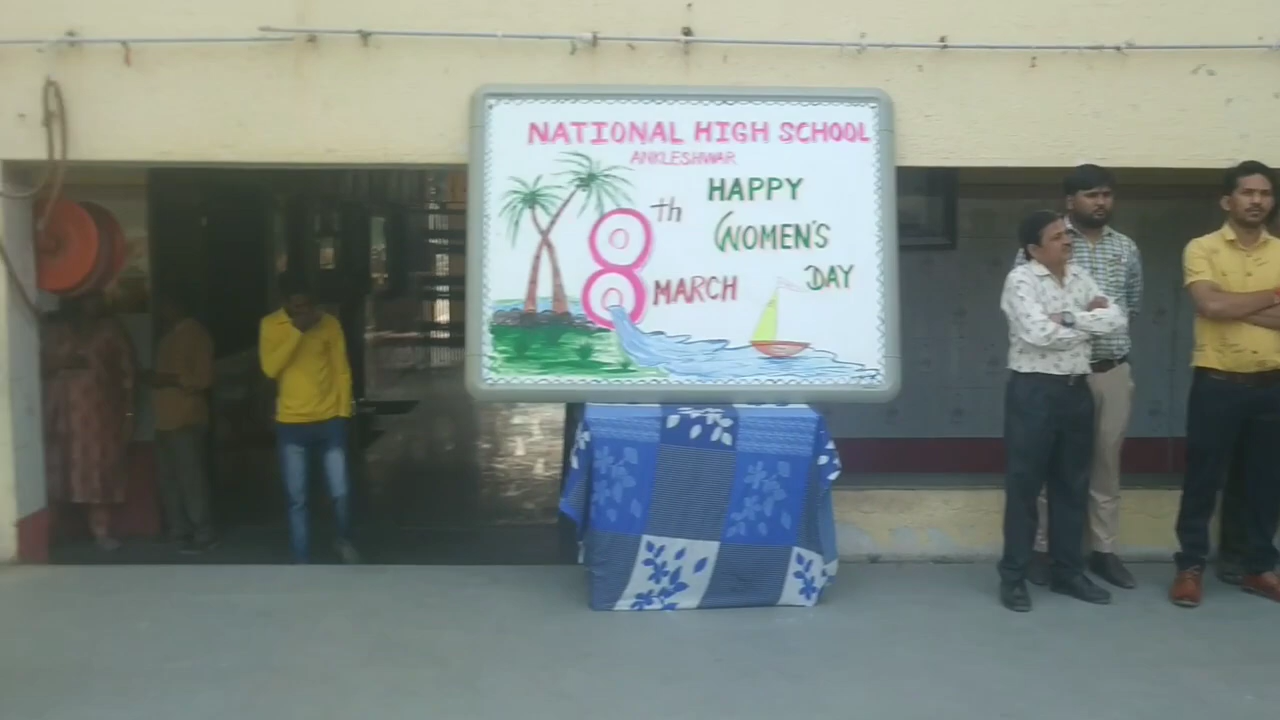 NATIONAL HIGH SCHOOL
ANKLESHWAR
8th MARCH
HAPPY
WOMEN'S
DAY